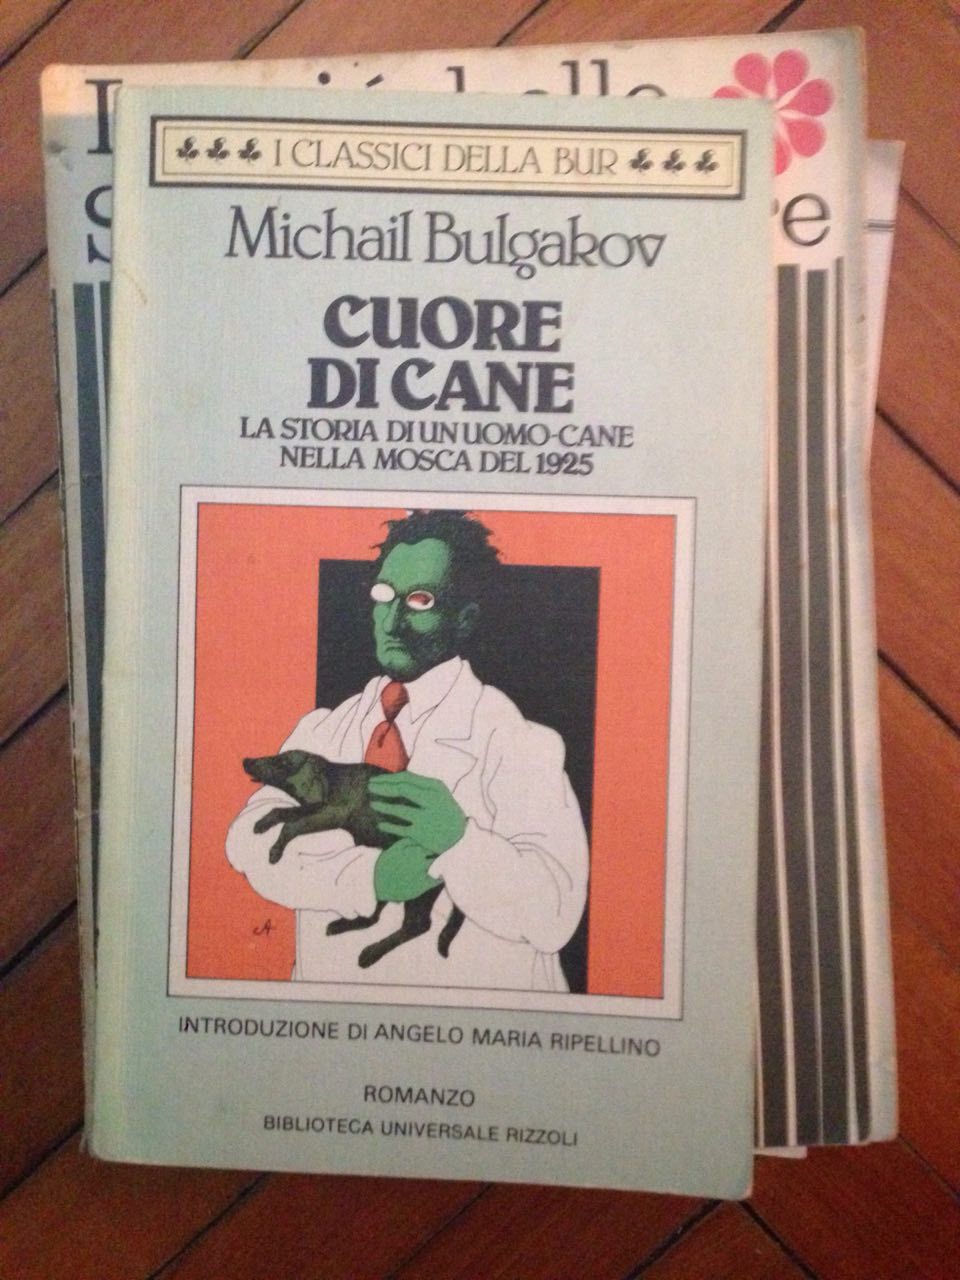 I CLASSICI DELLA BUR
Michail Bulgakov
CUORE
DI CANE
LA STORIA DI UN UOMO-CANE
NELLA MOSCA DEL 1925
INTRODUZIONE DI ANGELO MARIA RIPELLINO
ROMANZO
BIBLIOTECA UNIVERSALE RIZZOLI